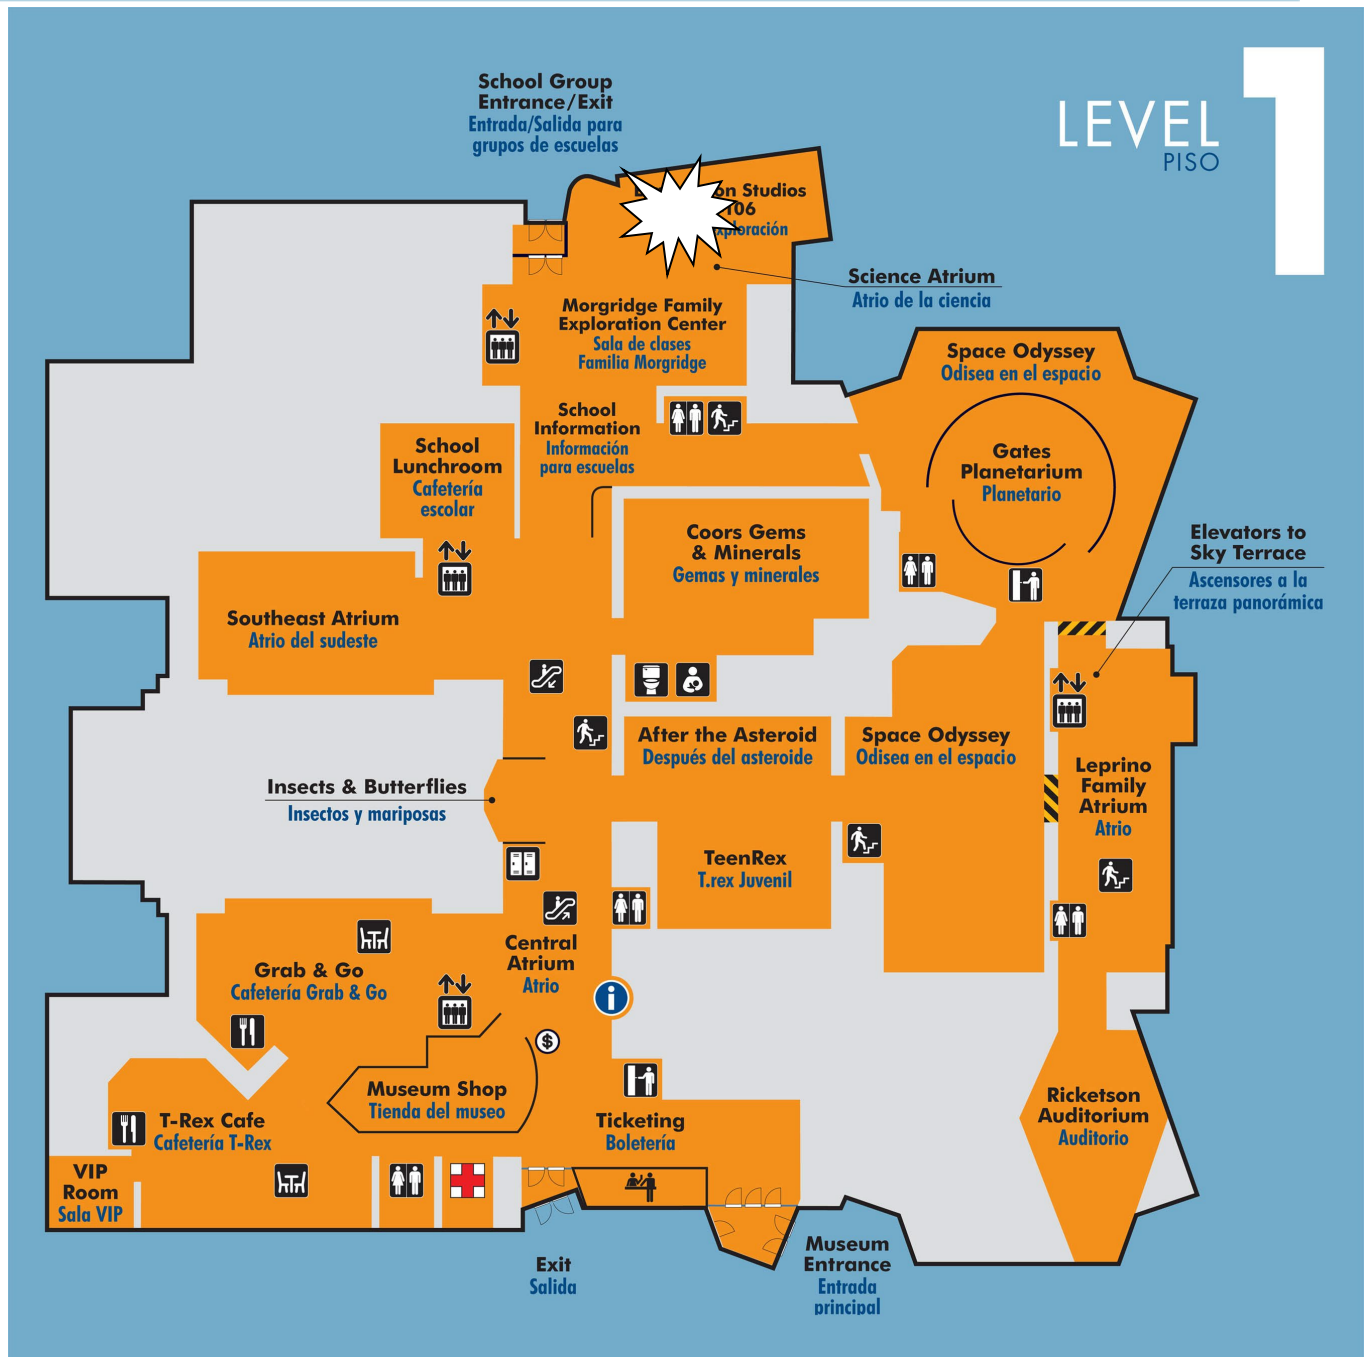 LEVEL 1
PISO
School Group
Entrance/Exit
Entrada/Salida para
grupos de escuelas
Studios
106
Science Atrium
Atrio de la ciencia
Morgridge Family
Exploration Center
Sala de clases
Familia Morgridge
Space Odyssey
Odisea en el espacio
School
Information
Información
para escuelas
School
Lunchroom
Cafetería
escolar
Gates
Planetarium
Planetario
Coors Gems
& Minerals
Gemas y minerales
Elevators to
Sky Terrace
Ascensores a la
terraza panorámica
Southeast Atrium
Atrio del sudeste
After the Asteroid
Después del asteroide
Space Odyssey
Odisea en el espacio
Leprino
Family
Atrium
Atrio
Insects & Butterflies
Insectos y mariposas
TeenRex
T.rex Juvenil
Central
Atrium
Atrio
Grab & Go
Cafetería Grab & Go
i
$
Museum Shop
Tienda del museo
Ticketing
Boletería
Ricketson
Auditorium
Auditorio
T-Rex Cafe
Cafetería T-Rex
VIP
Room
Sala VIP
Exit
Salida
Museum
Entrance
Entrada
principal